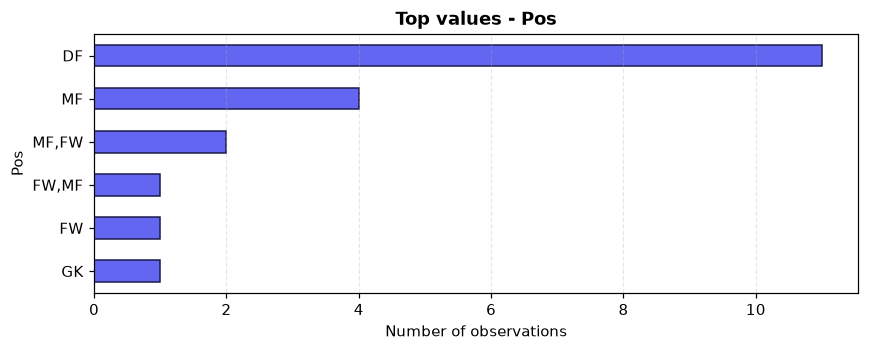 Top values - Pos
Pos
DF
MF
MF,FW
FW,MF
FW
GK
0 2 4 6 8 10
Number of observations